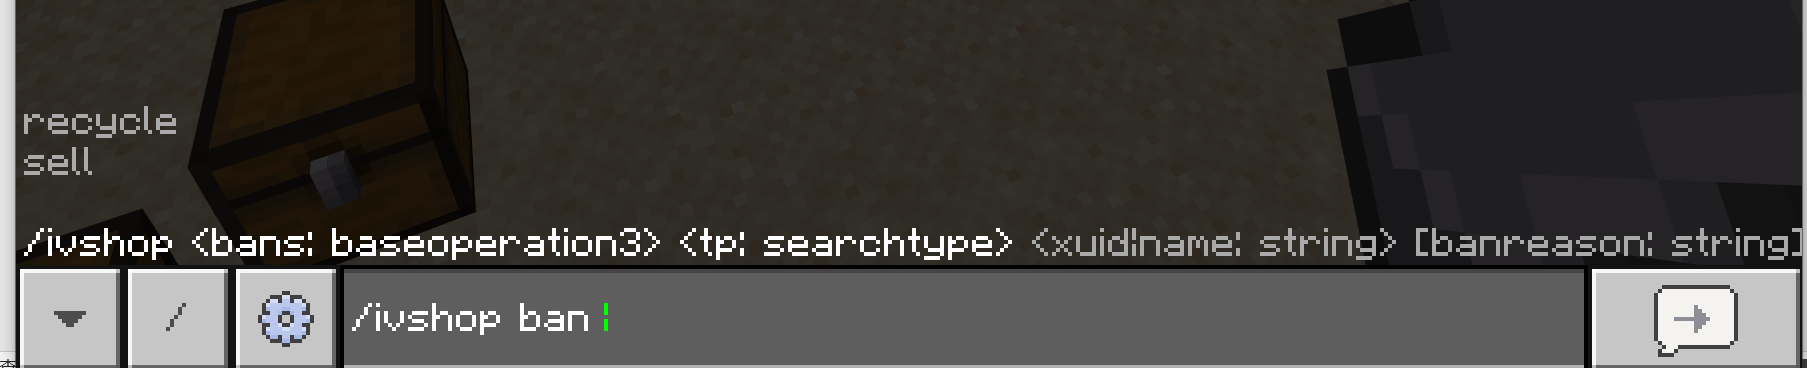 recycle
sell
/ivshop <bans: baseoperation3> <tp: searchtype> <xuid|name: string> [banreason: string]
/
/ivshop ban